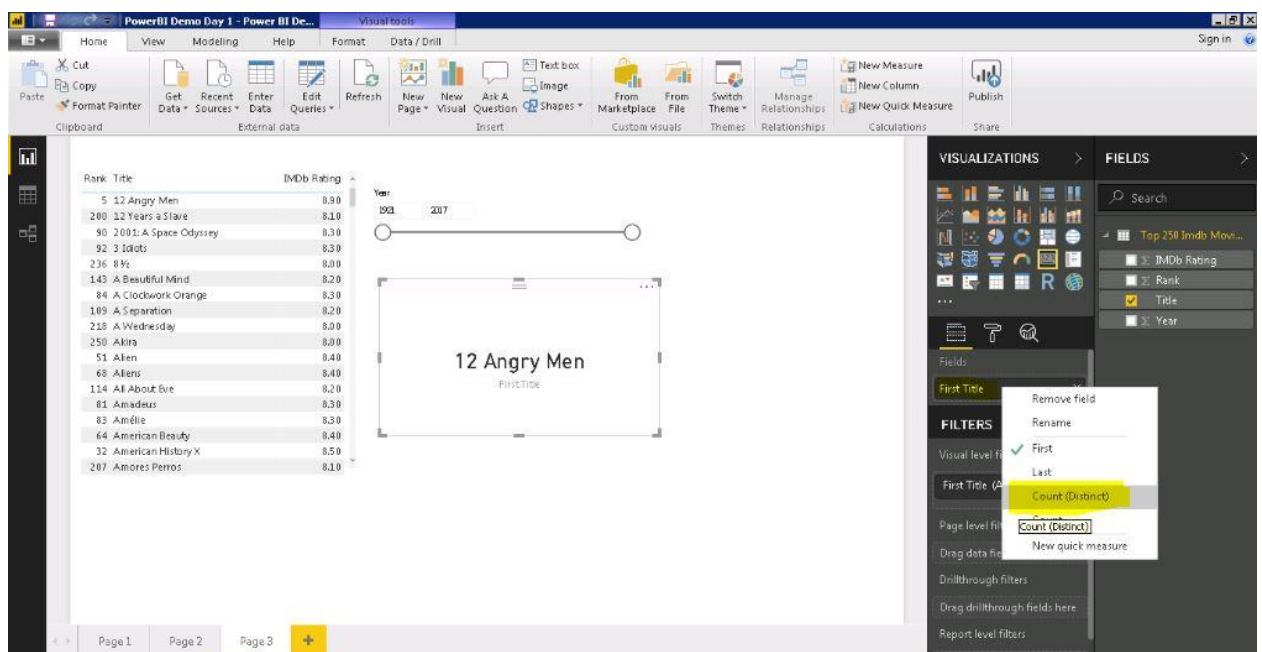 PowerBI Demo Day 1 - Power BI De... Visual tools
Home View Modeling Help Format Data / Drill Sign in
Paste
Cut
Copy
Format Painter
Clipboard
Get Data
Recent Sources
Enter Data
Edit Queries
Refresh
External data
New Page
New Visual
Ask A Question
Text box
Image
Shapes
Insert
From Marketplace
From File
Custom visuals
Switch Theme
Themes
Manage Relationships
Relationships
New Measure
New Column
New Quick Measure
Calculations
Publish
Share
Rank Title IMDb Rating
5 12 Angry Men 8.90
200 12 Years a Slave 8.10
90 2001: A Space Odyssey 8.30
92 3 Idiots 8.30
236 8½ 8.00
143 A Beautiful Mind 8.20
84 A Clockwork Orange 8.30
109 A Separation 8.20
218 A Wednesday 8.00
250 Akira 8.00
51 Alien 8.40
68 Aliens 8.40
114 All About Eve 8.20
81 Amadeus 8.30
83 Amélie 8.30
64 American Beauty 8.40
32 American History X 8.50
207 Amores Perros 8.10
Year
1921 2017
12 Angry Men
First Title
VISUALIZATIONS
R
Fields
First Title
FILTERS
Visual level fi
First Title (A
Page level filt
Drag data fie
Drillthrough filters
Drag drillthrough fields here
Report level filters
Remove field
Rename
First
Last
Count (Distinct)
Count
Count (Distinct)
New quick measure
FIELDS
Search
Top 250 Imdb Movi...
Σ IMDb Rating
Σ Rank
Title
Σ Year
Page 1 Page 2 Page 3 +